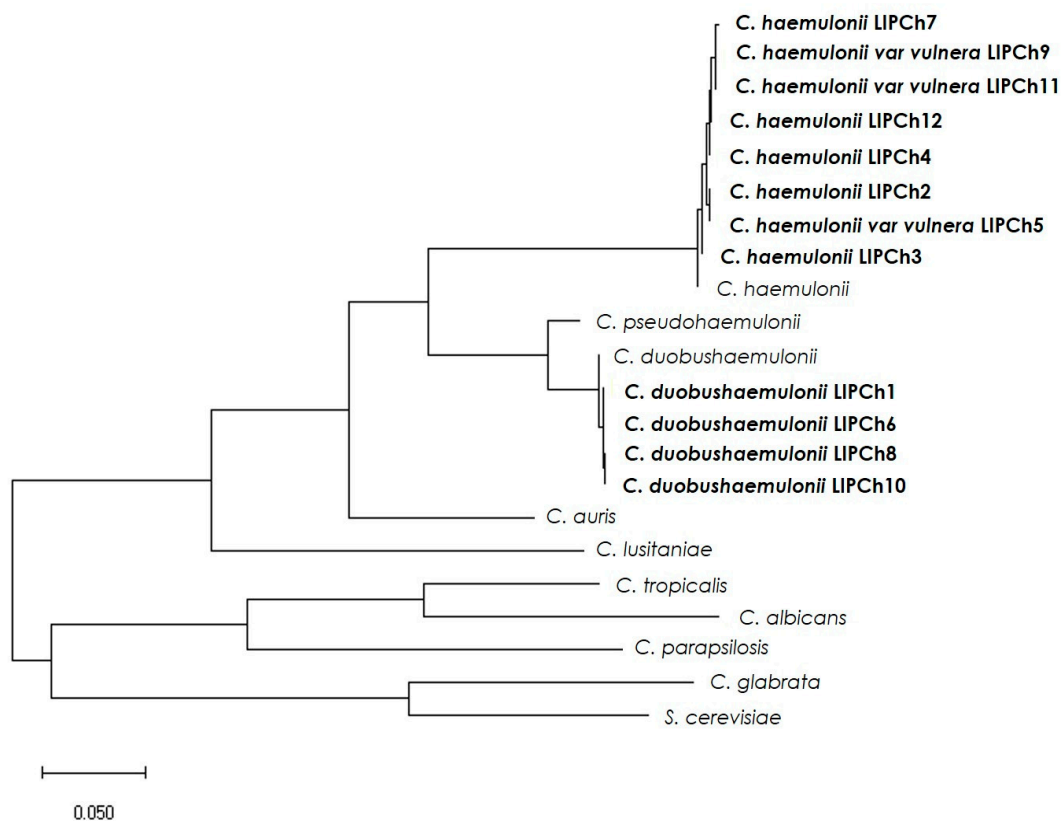 C. haemulonii LIPCh7
C. haemulonii var vulnera LIPCh9
C. haemulonii var vulnera LIPCh11
C. haemulonii LIPCh12
C. haemulonii LIPCh4
C. haemulonii LIPCh2
C. haemulonii var vulnera LIPCh5
C. haemulonii LIPCh3
C. haemulonii
C. pseudohaemulonii
C. duobushaemulonii
C. duobushaemulonii LIPCh1
C. duobushaemulonii LIPCh6
C. duobushaemulonii LIPCh8
C. duobushaemulonii LIPCh10
C. auris
C. lusitaniae
C. tropicalis
C. albicans
C. parapsilosis
C. glabrata
S. cerevisiae
0.050